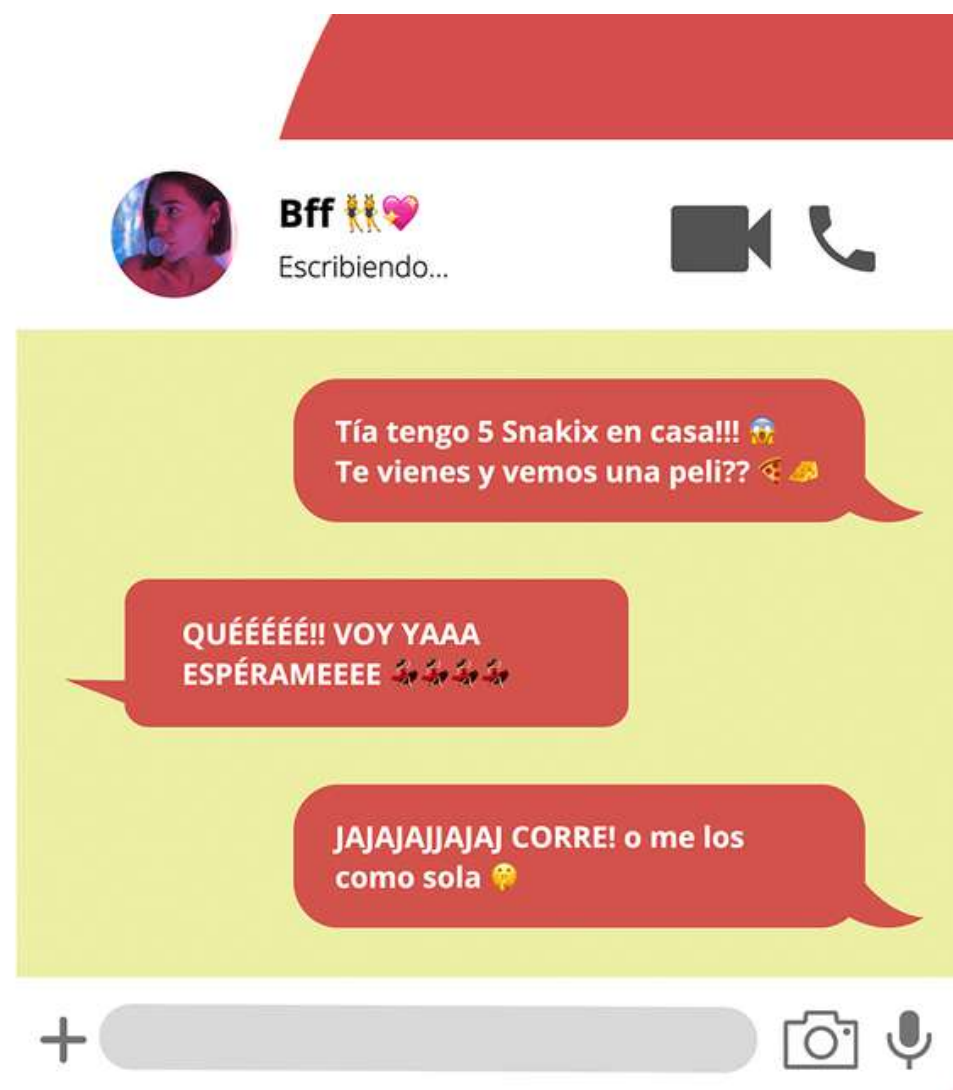 Bff 👯💖
Escribiendo...
Tía tengo 5 Snakix en casa!!! 😱
Te vienes y vemos una peli?? 🍕🧀
QUÉÉÉÉÉ!! VOY YAAA
ESPÉRAMEEEE 💃💃💃💃
JAJAJAJJAJAJ CORRE! o me los
como sola 🤫